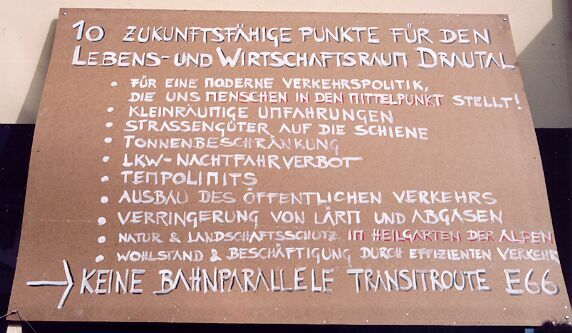 10 ZUKUNFTSFÄHIGE PUNKTE FÜR DEN
LEBENS- UND WIRTSCHAFTSRAUM DRAUTAL
• FÜR EINE MODERNE VERKEHRSPOLITIK,
DIE UNS MENSCHEN IN DEN MITTELPUNKT STELLT!
• KLEINRÄUMIGE UMFAHRUNGEN
• STRASSENGÜTER AUF DIE SCHIENE
• TONNENBESCHRÄNKUNG
• LKW-NACHTFAHRVERBOT
• TEMPOLIMITS
• AUSBAU DES ÖFFENTLICHEN VERKEHRS
• VERRINGERUNG VON LÄRM UND ABGASEN
• NATUR & LANDSCHAFTSSCHUTZ IM HEILGARTEN DER ALPEN
• WOHLSTAND & BESCHÄFTIGUNG DURCH EFFIZIENTEN VERKEHR
→ KEINE BAHNPARALLELE TRANSITROUTE E66